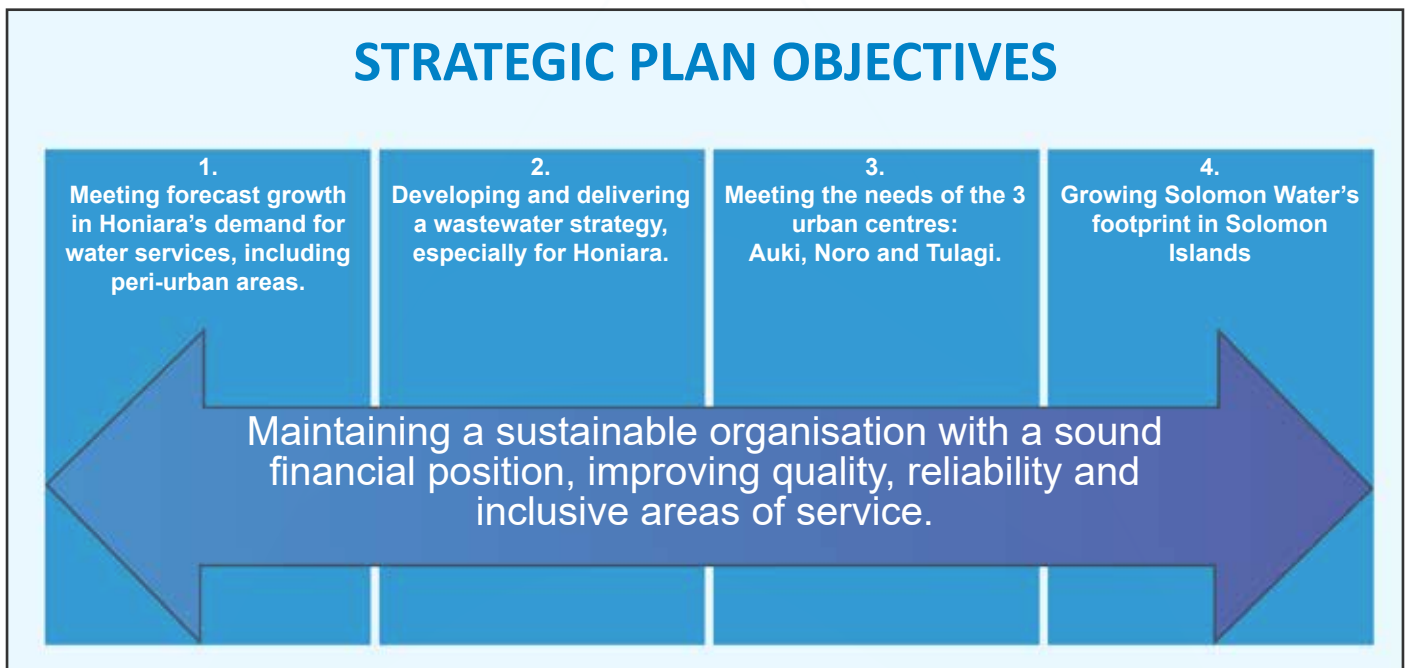 STRATEGIC PLAN OBJECTIVES
1.
Meeting forecast growth
in Honiara's demand for
water services, including
peri-urban areas.
2.
Developing and delivering
a wastewater strategy,
especially for Honiara.
3.
Meeting the needs of the 3
urban centres:
Auki, Noro and Tulagi.
4.
Growing Solomon Water's
footprint in Solomon
Islands
Maintaining a sustainable organisation with a sound
financial position, improving quality, reliability and
inclusive areas of service.